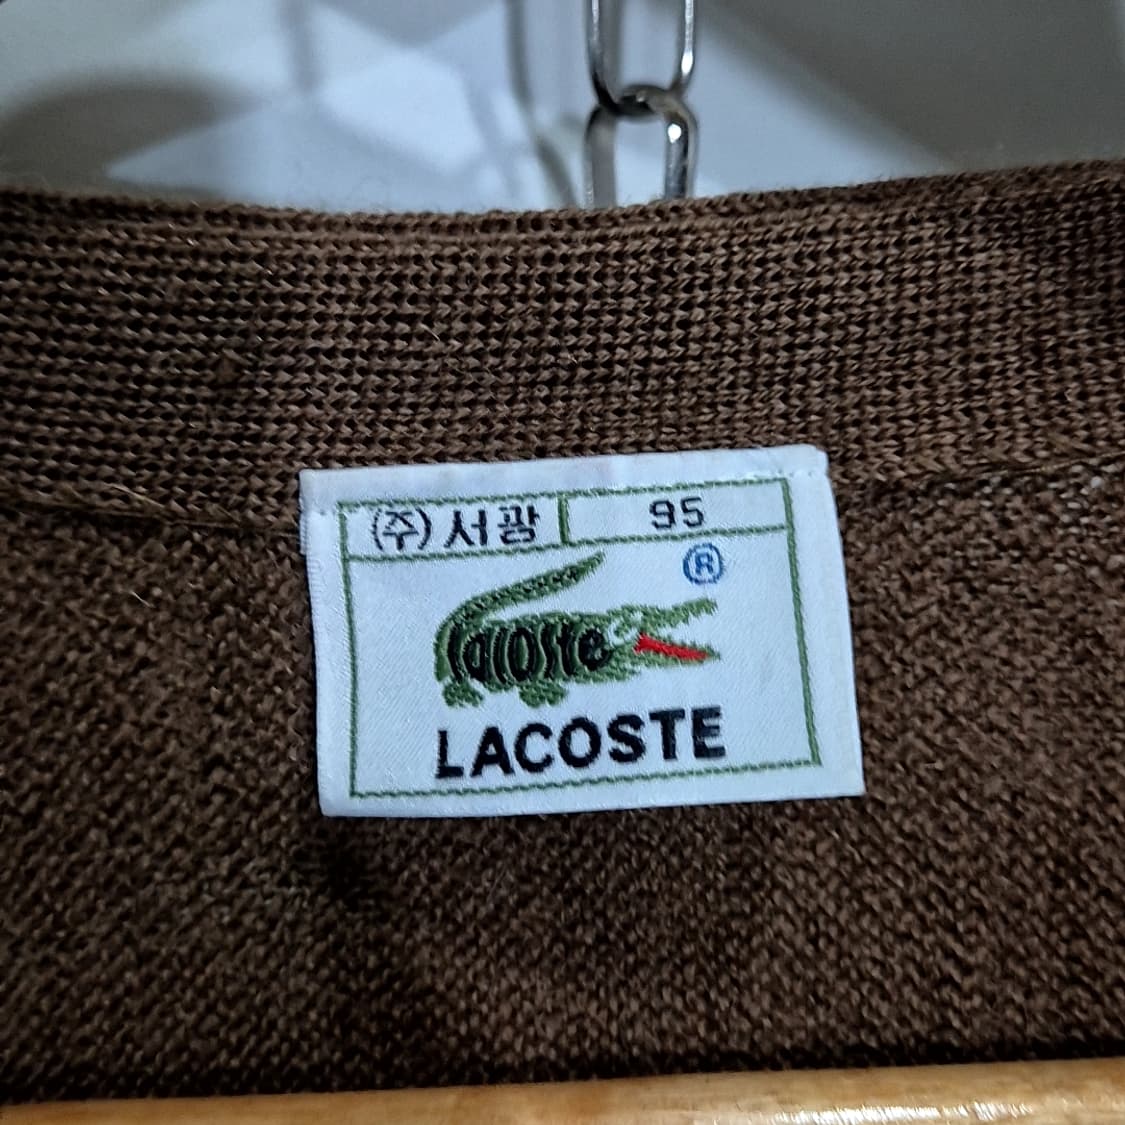 (주) 서광 95
®
lacoste
LACOSTE